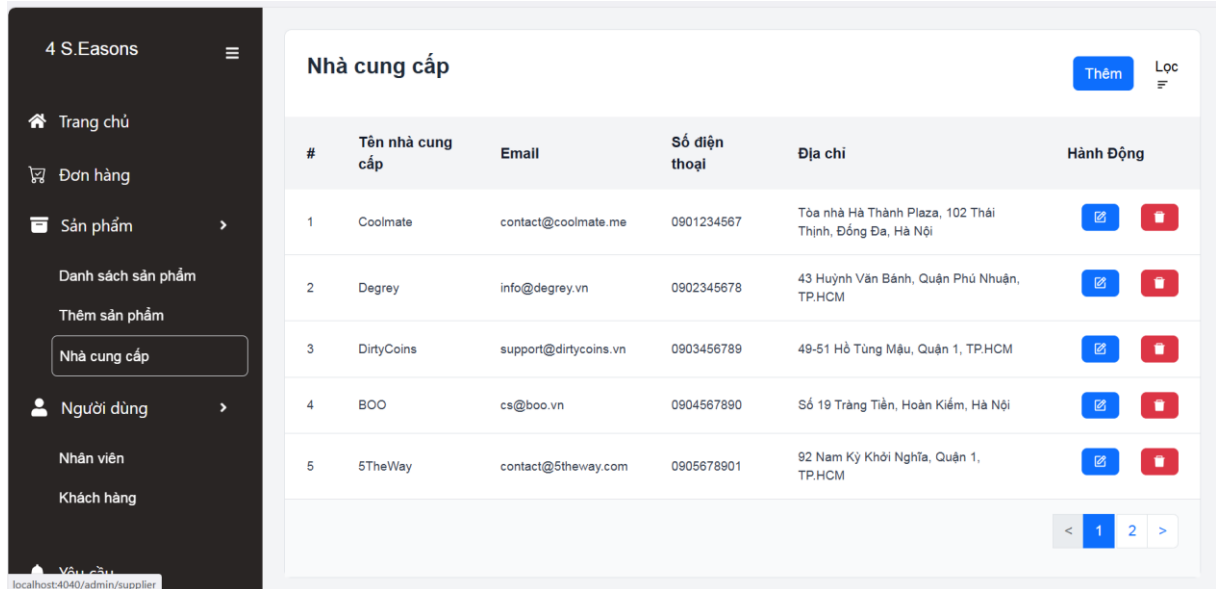 4 S.Easons
Trang chủ
Đơn hàng
Sản phẩm
Danh sách sản phẩm
Thêm sản phẩm
Nhà cung cấp
Người dùng
Nhân viên
Khách hàng
Yêu cầu
localhost:4040/admin/supplier
Nhà cung cấp
Thêm
Lọc
# Tên nhà cung cấp Email Số điện thoại Địa chỉ Hành Động
1 Coolmate contact@coolmate.me 0901234567 Tòa nhà Hà Thành Plaza, 102 Thái
Thịnh, Đống Đa, Hà Nội
2 Degrey info@degrey.vn 0902345678 43 Huỳnh Văn Bánh, Quận Phú Nhuận,
TP.HCM
3 DirtyCoins support@dirtycoins.vn 0903456789 49-51 Hồ Tùng Mậu, Quận 1, TP.HCM
4 BOO cs@boo.vn 0904567890 Số 19 Tràng Tiền, Hoàn Kiếm, Hà Nội
5 5TheWay contact@5theway.com 0905678901 92 Nam Kỳ Khởi Nghĩa, Quận 1,
TP.HCM
< 1 2 >